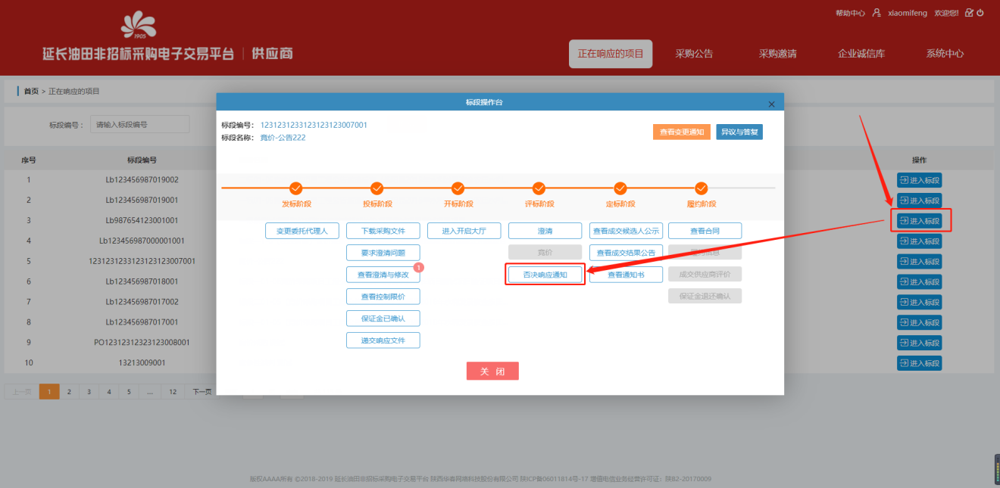 帮助中心 xiaomifeng 欢迎您!!
1905
延长油田非招标采购电子交易平台 | 供应商
正在响应的项目 采购公告 采购邀请 企业诚信库 系统中心
首页 > 正在响应的项目
标段编号： 请输入标段编号
标段操作台
标段编号： 1231231233123123123007001
标段名称： 竞价-公告222
查看变更通知 异议与答复
发标阶段 投标阶段 开标阶段 评标阶段 定标阶段 履约阶段
变更委托代理人 下载采购文件 进入开启大厅 澄清 查看成交候选人公示 查看合同
要求澄清问题 竞价 查看成交结果公告
查看澄清与修改 1 否决响应通知 查看通知书 成交供应商评价
查看控制限价 保证金退还确认
保证金已确认
递交响应文件
关 闭
序号 标段编号 操作
1 Lb123456987019002 进入标段
2 Lb123456987019001 进入标段
3 Lb987654123001001 进入标段
4 Lb123456987000001001 进入标段
5 1231231233123123123007001 进入标段
6 Lb123456987018001 进入标段
7 Lb123456987017002 进入标段
8 Lb123456987017001 进入标段
9 PO12312312323123008001 进入标段
10 13213009001 进入标段
上一页 1 2 3 4 5 ... 12 下一页
版权AAAA所有 ©2018-2019 延长油田非招标采购电子交易平台 陕西华春网络科技股份有限公司 陕ICP备06011814号-17 增值电信业务经营许可证：陕B2-20170009